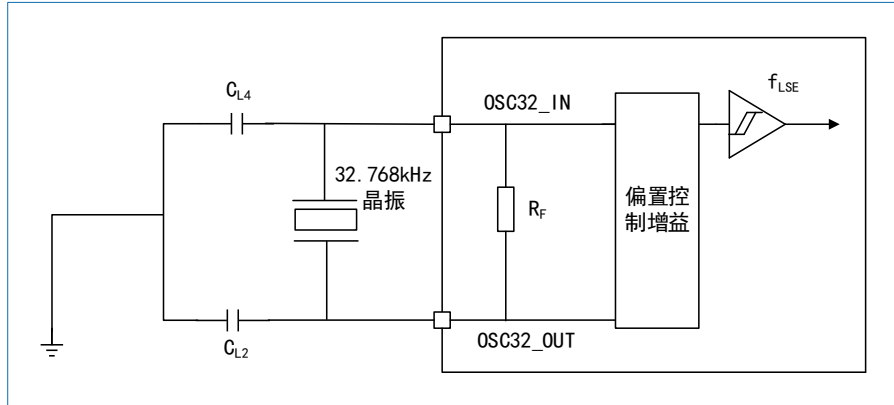 C_L4
OSC32_IN
f_LSE
32.768kHz
晶振
R_F
偏置控
制增益
C_L2
OSC32_OUT